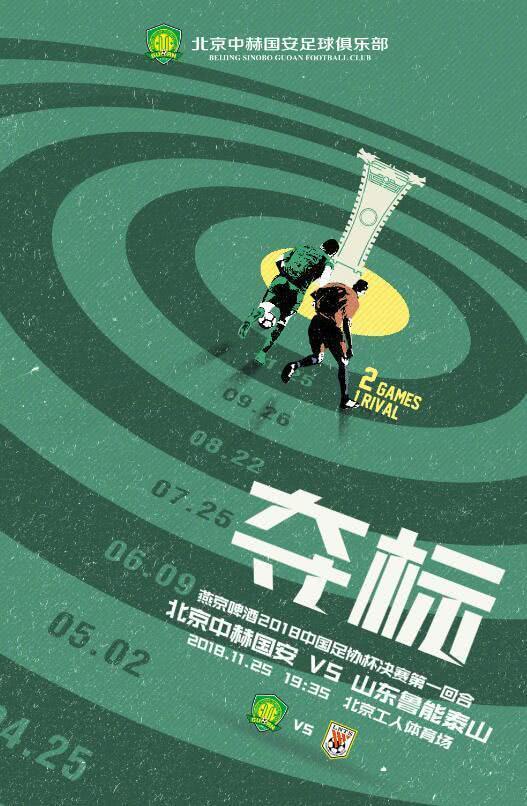 北京中赫国安足球俱乐部
BEIJING SINOBO GUOAN FOOTBALL CLUB
2 GAMES
1 RIVAL
11.25
09.26
08.22
07.25
06.09
05.02
04.25
夺标
燕京啤酒2018中国足协杯决赛第一回合
北京中赫国安 VS 山东鲁能泰山
2018.11.25 19:35 北京工人体育场
GUOAN
VS
LNTS